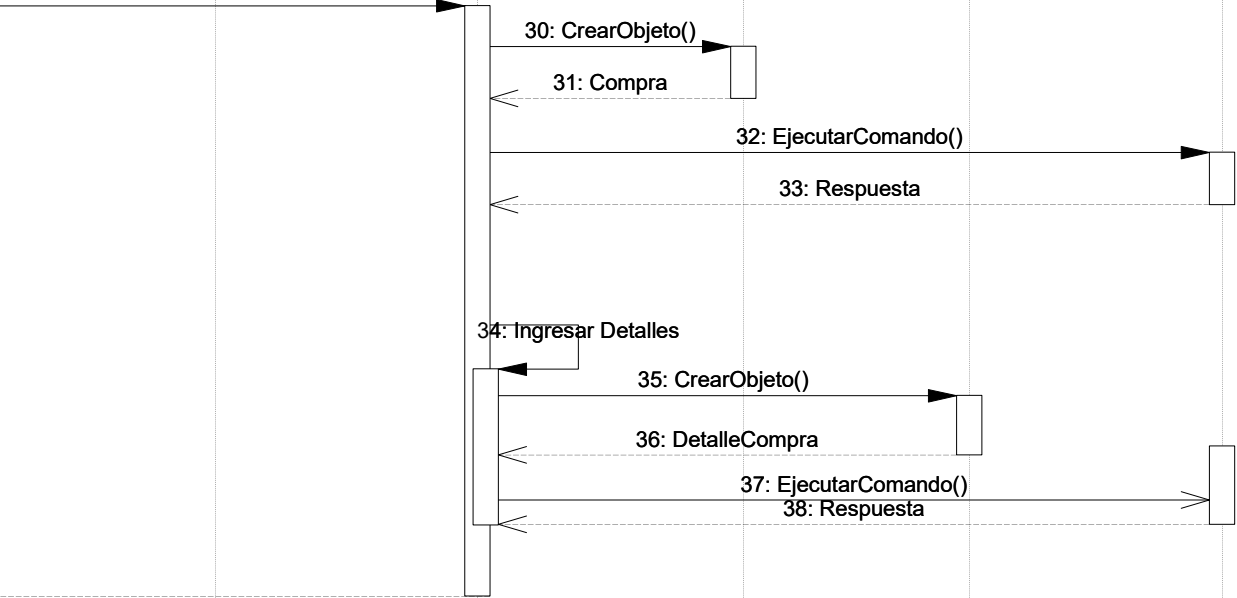 30: CrearObjeto()
31: Compra
32: EjecutarComando()
33: Respuesta
34: Ingresar Detalles
35: CrearObjeto()
36: DetalleCompra
37: EjecutarComando()
38: Respuesta